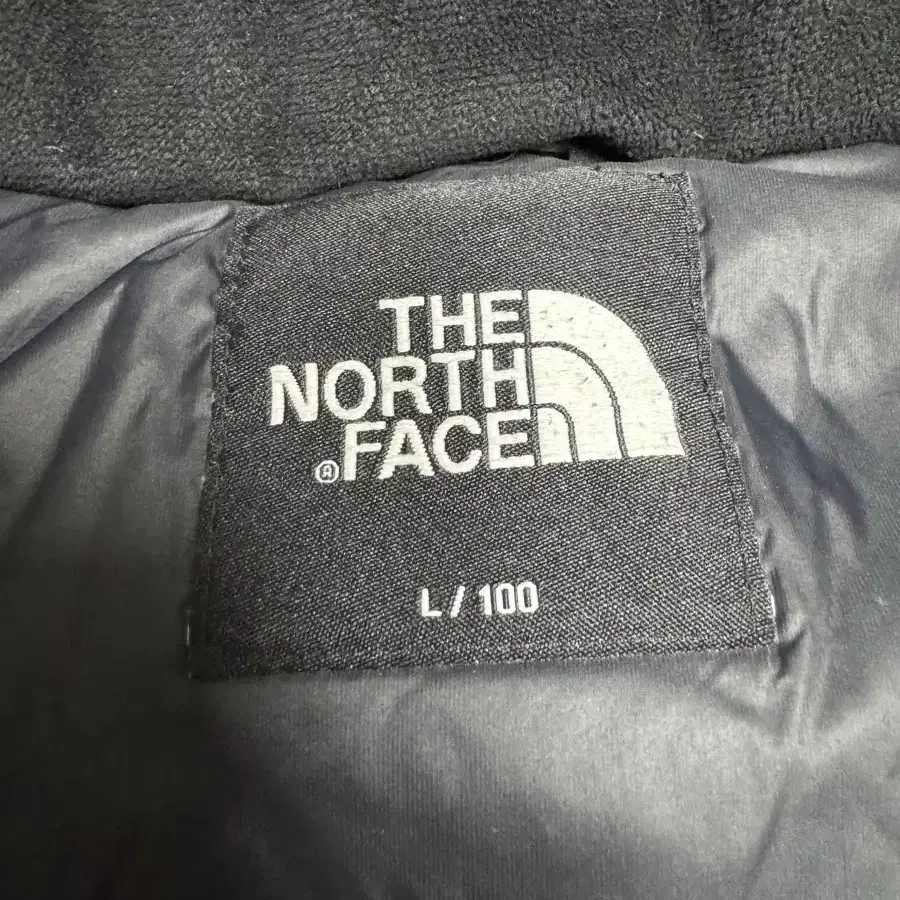 THE
NORTH
FACE
®
L / 100